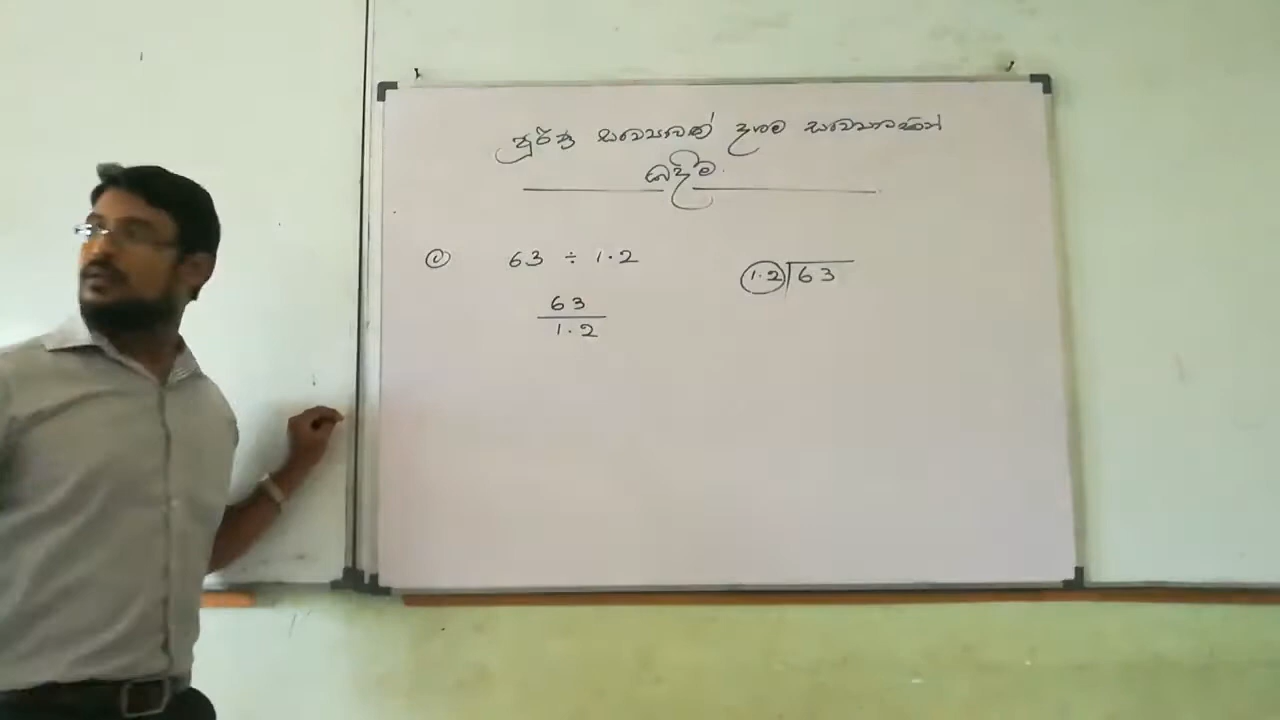 පූර්ණ සංඛ්‍යාවක් දශම සංඛ්‍යාවකින්
බෙදීම.
63 ÷ 1.2
1.2 63
63
1.2